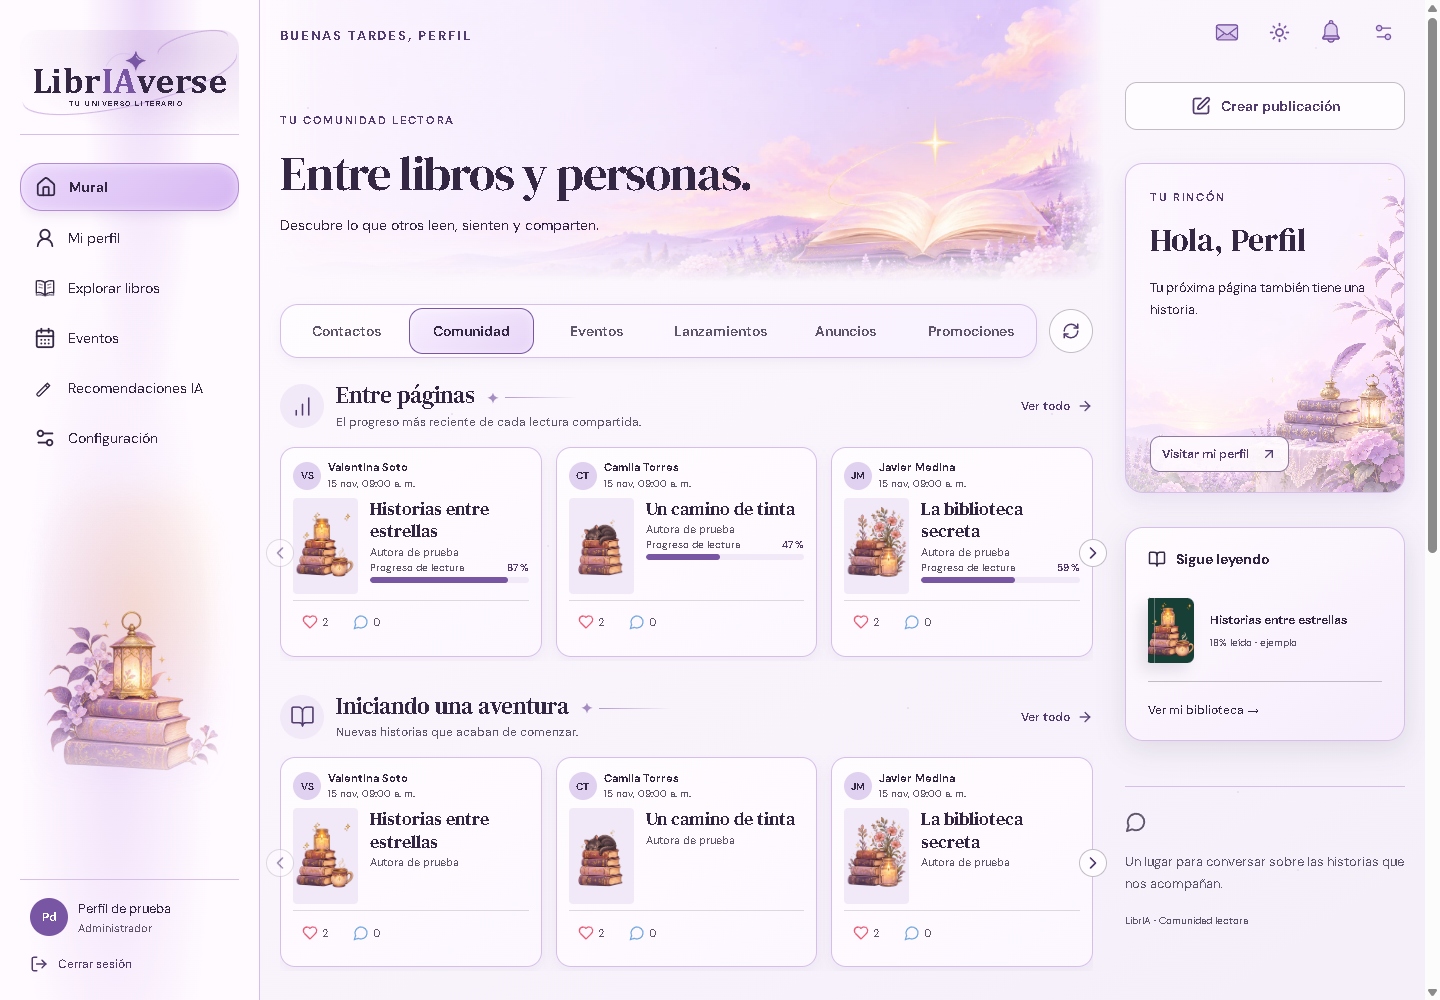 LibrIAverse
TU UNIVERSO LITERARIO
Mural
Mi perfil
Explorar libros
Eventos
Recomendaciones IA
Configuración
Pd
Perfil de prueba
Administrador
Cerrar sesión
BUENAS TARDES, PERFIL
TU COMUNIDAD LECTORA
Entre libros y personas.
Descubre lo que otros leen, sienten y comparten.
Contactos
Comunidad
Eventos
Lanzamientos
Anuncios
Promociones
Entre páginas
El progreso más reciente de cada lectura compartida.
Ver todo
VS
Valentina Soto
15 nov, 09:00 a. m.
Historias entre
estrellas
Autora de prueba
Progreso de lectura 87%
2 0
CT
Camila Torres
15 nov, 09:00 a. m.
Un camino de tinta
Autora de prueba
Progreso de lectura 47%
2 0
JM
Javier Medina
15 nov, 09:00 a. m.
La biblioteca
secreta
Autora de prueba
Progreso de lectura 59%
2 0
Iniciando una aventura
Nuevas historias que acaban de comenzar.
Ver todo →
VS
Valentina Soto
15 nov, 09:00 a. m.
Historias entre
estrellas
Autora de prueba
2 0
CT
Camila Torres
15 nov, 09:00 a. m.
Un camino de tinta
Autora de prueba
2 0
JM
Javier Medina
15 nov, 09:00 a. m.
La biblioteca
secreta
Autora de prueba
2 0
Crear publicación
TU RINCÓN
Hola, Perfil
Tu próxima página también tiene una
historia.
Visitar mi perfil
Sigue leyendo
Historias entre estrellas
18% leído · ejemplo
Ver mi biblioteca →
Un lugar para conversar sobre las historias que
nos acompañan.
LibrIA · Comunidad lectora